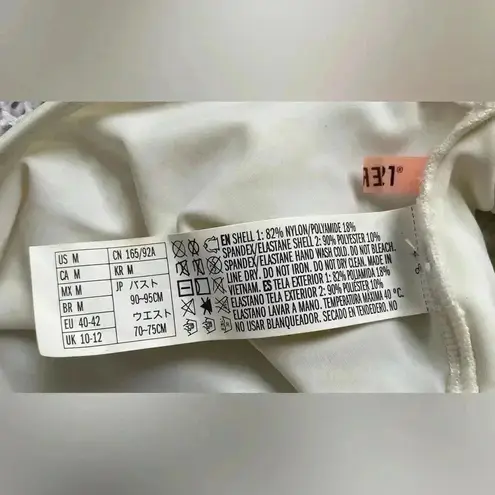 US M
CA M
MX M
BR M
EU 40-42
UK 10-12
CN 165/92A
KR M
JP バスト
90-95CM
ウエスト
70-75CM
EN SHELL 1: 82% NYLON/POLYAMIDE 18%
SPANDEX/ELASTANE SHELL 2: 90% POLYESTER 10%
SPANDEX/ELASTANE HAND WASH COLD. DO NOT BLEACH.
LINE DRY. DO NOT IRON. DO NOT DRY CLEAN. MADE IN
VIETNAM. ES TELA EXTERIOR 1: 82% POLIAMIDA 18%
ELASTANO TELA EXTERIOR 2: 90% POLIÉSTER 10%
ELASTANO LAVAR A MANO. TEMPERATURA MÁXIMA 40 °C.
NO USAR BLANQUEADOR. SECADO EN TENDEDERO. NO